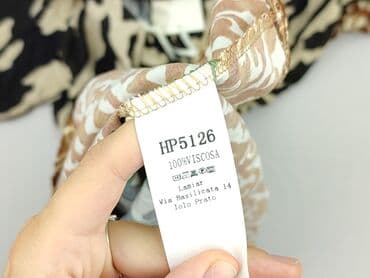 HP5126
100%VISCOSA
Lamiar
Via Basilicata 14
Iolo Prato